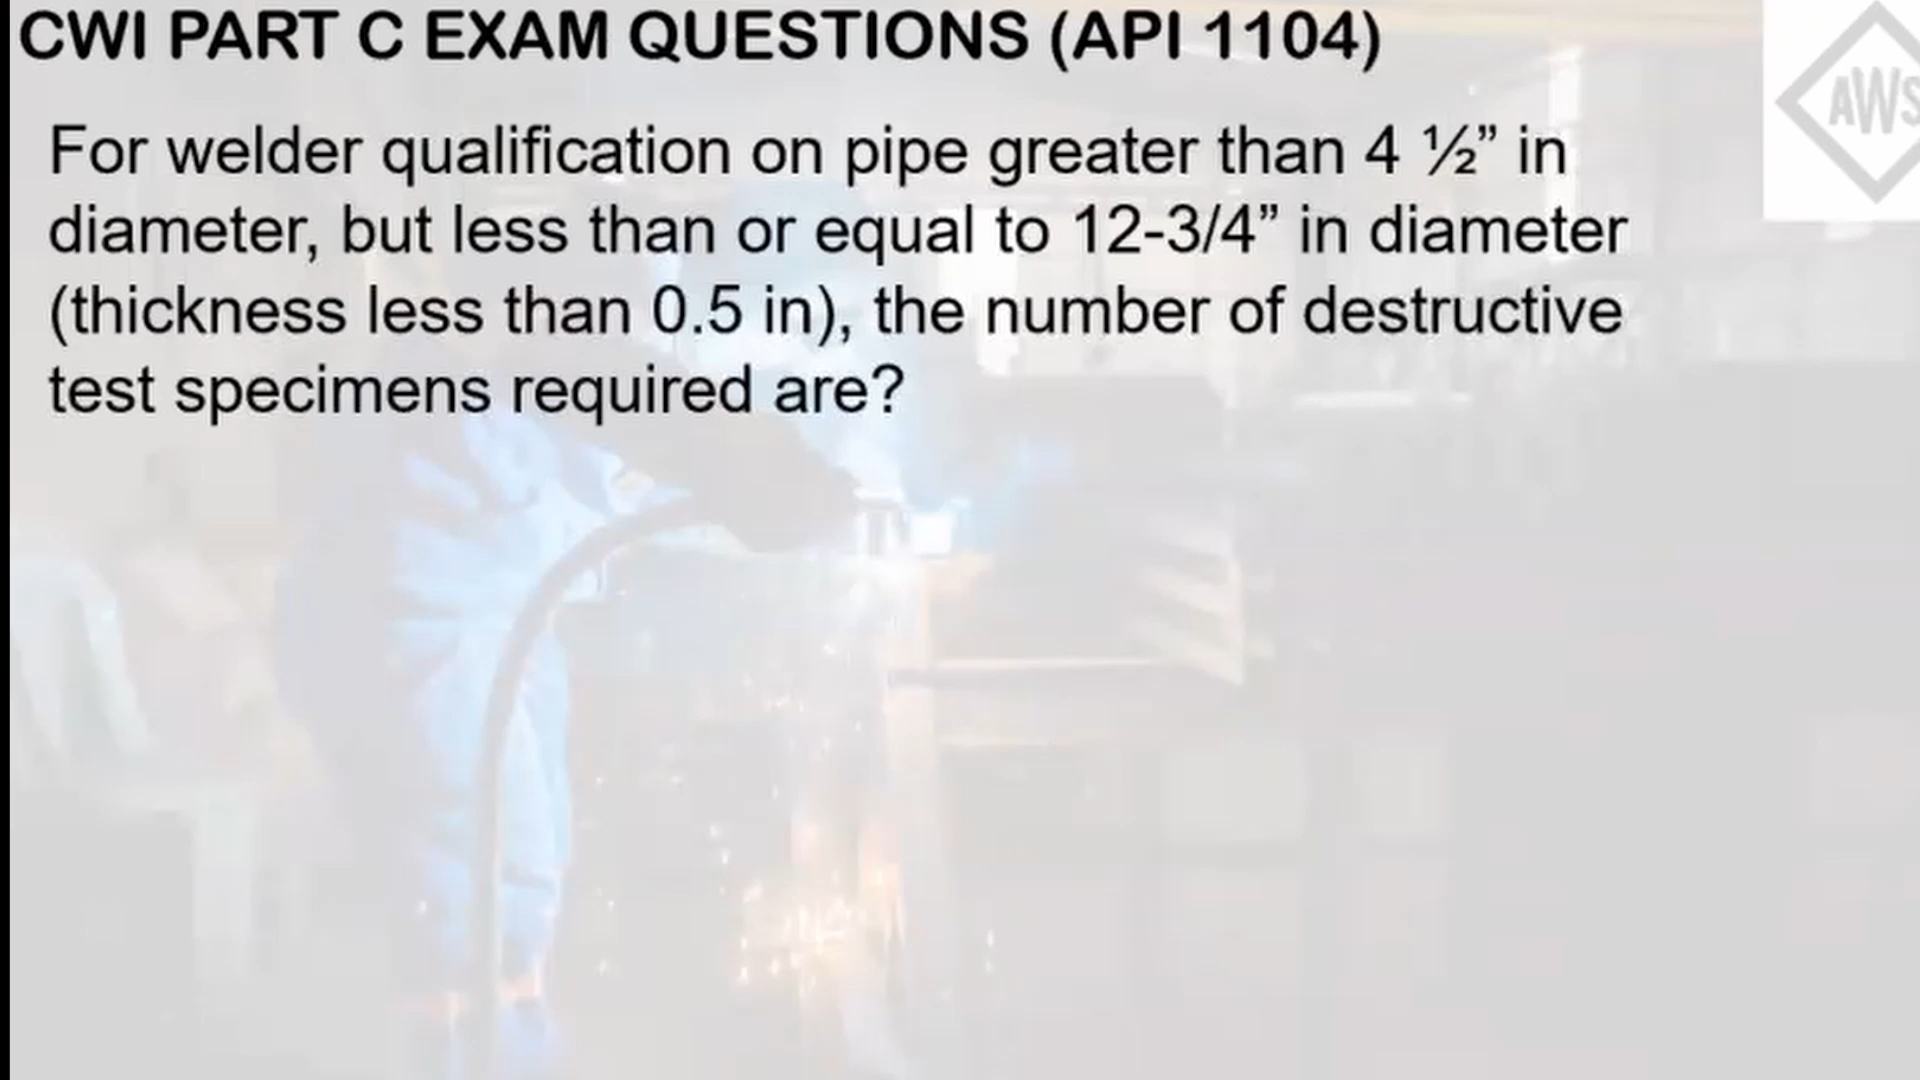 CWI PART C EXAM QUESTIONS (API 1104)
AWS
For welder qualification on pipe greater than 4 ½” in
diameter, but less than or equal to 12-3/4” in diameter
(thickness less than 0.5 in), the number of destructive
test specimens required are?